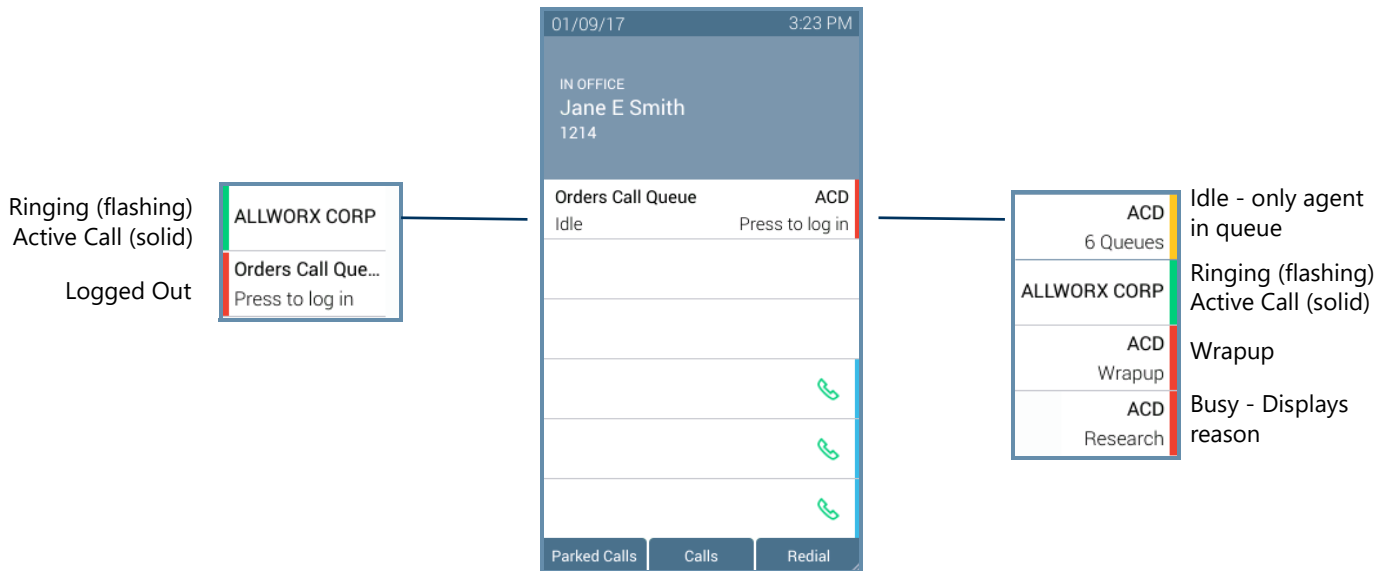 Ringing (flashing)
Active Call (solid)
Logged Out
ALLWORX CORP
Orders Call Que...
Press to log in
01/09/17 3:23 PM
IN OFFICE
Jane E Smith
1214
Orders Call Queue ACD
Idle Press to log in
Parked Calls Calls Redial
ACD
6 Queues
ALLWORX CORP
ACD
Wrapup
ACD
Research
Idle - only agent
in queue
Ringing (flashing)
Active Call (solid)
Wrapup
Busy - Displays
reason